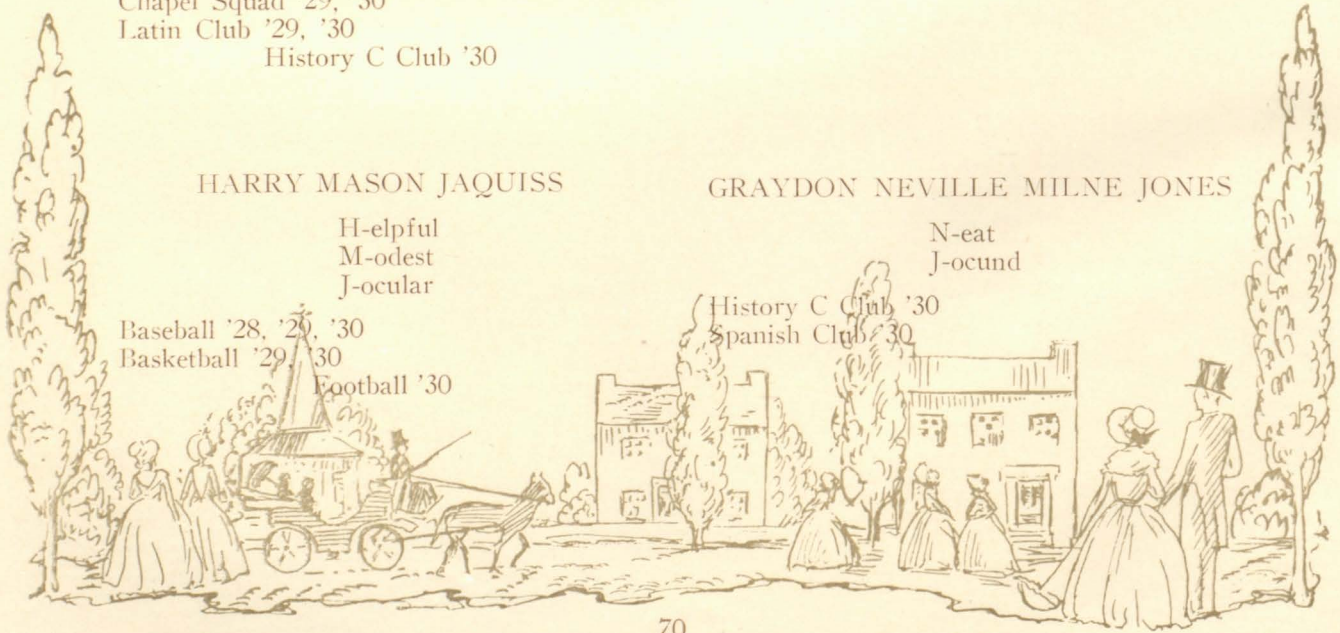 Chapel Squad '29, '30
Latin Club '29, '30
History C Club '30
HARRY MASON JAQUISS
H-elpful
M-odest
J-ocular
Baseball '28, '29, '30
Basketball '29, '30
Football '30
GRAYDON NEVILLE MILNE JONES
N-eat
J-ocund
History C Club '30
Spanish Club '30
70